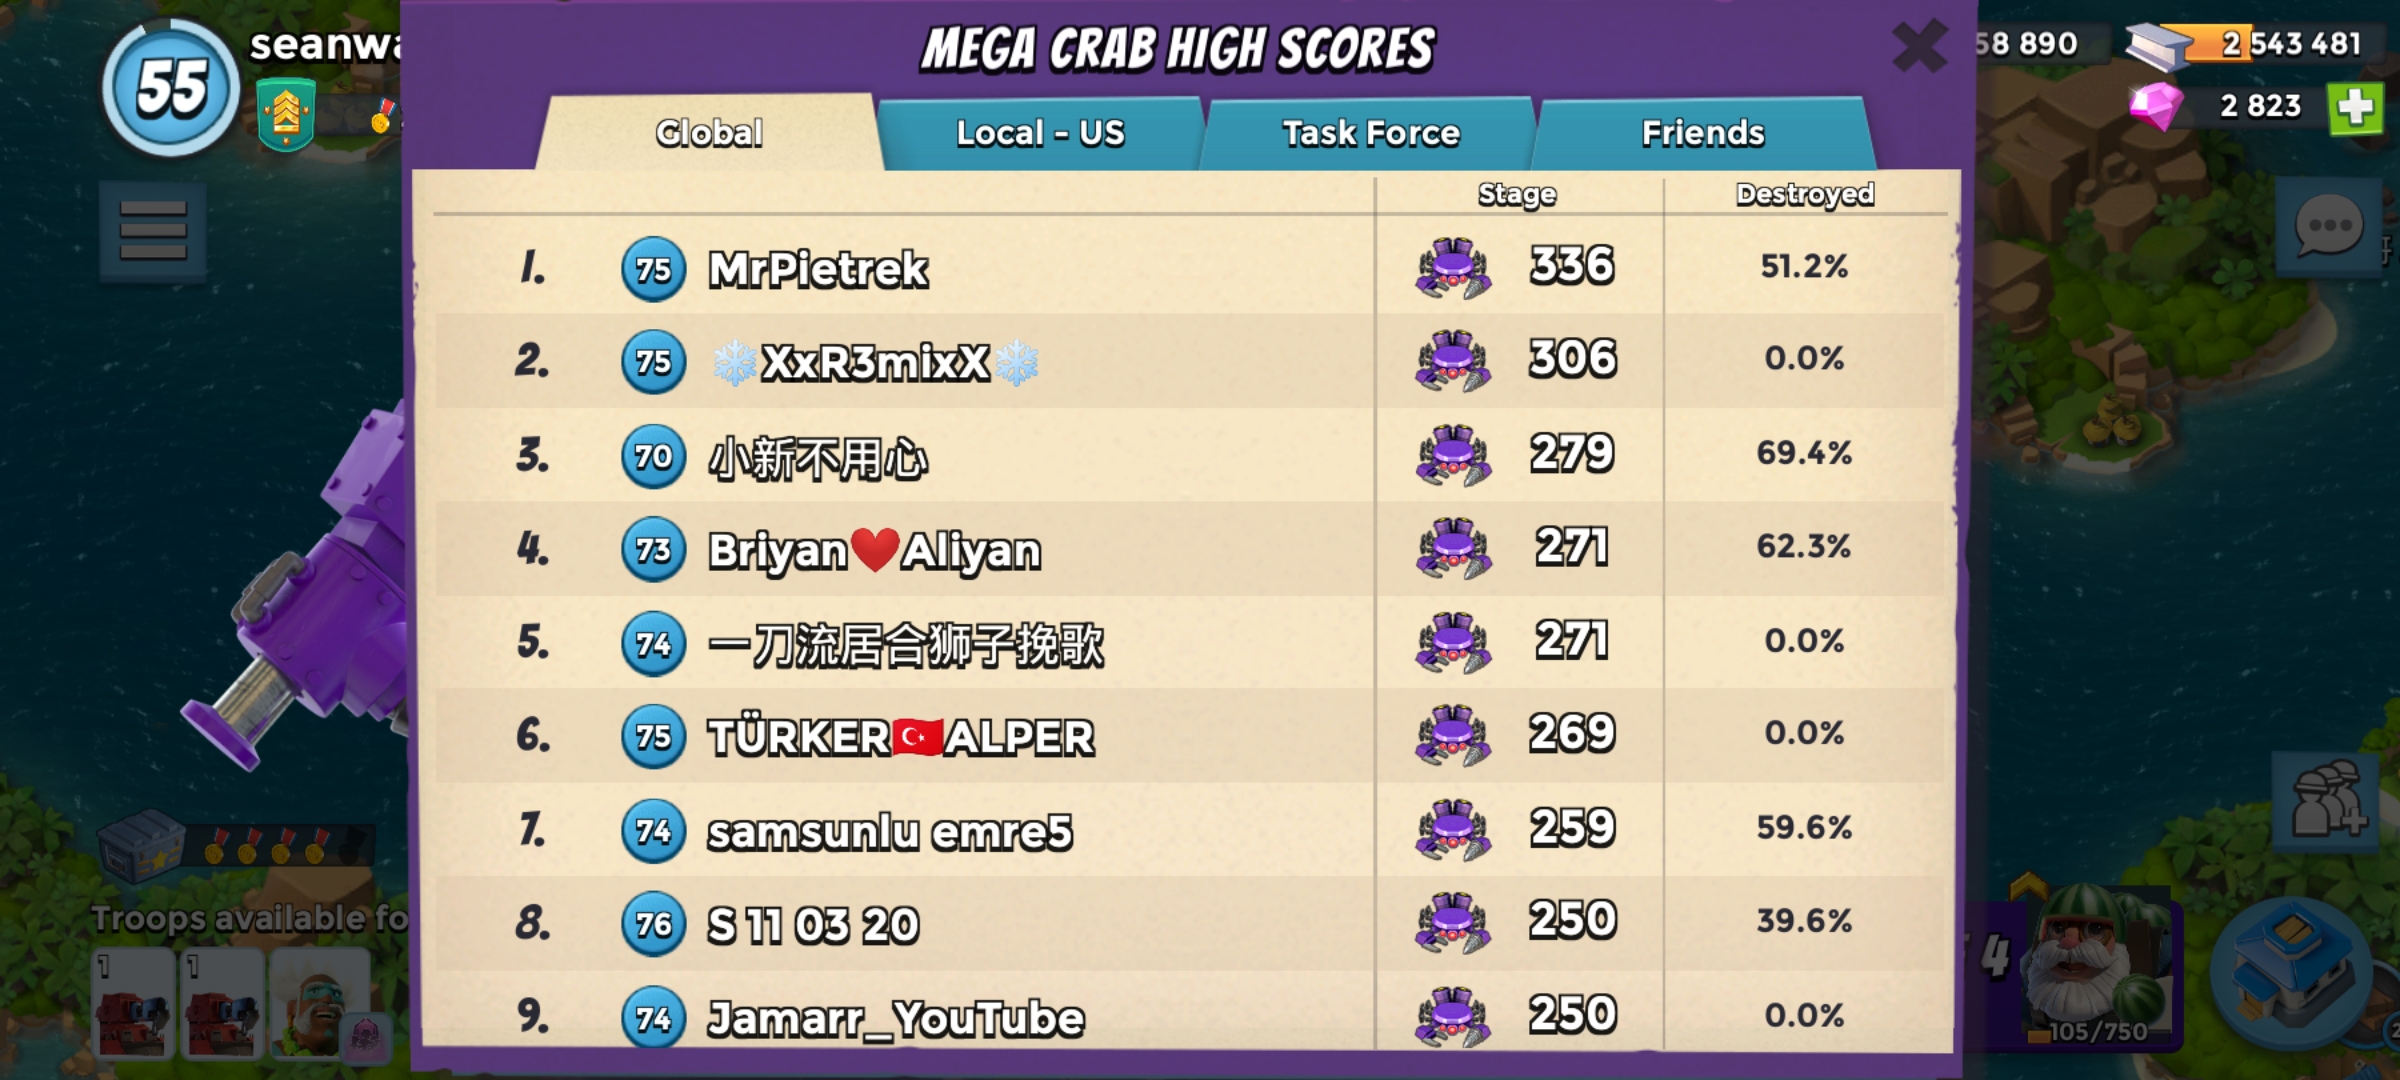 MEGA CRAB HIGH SCORES
55
58 890
2 543 481
2 823
Global
Local - US
Task Force
Friends
Stage
Destroyed
1. 75 MrPietrek 336 51.2%
2. 75 ❄️XxR3mixX❄️ 306 0.0%
3. 70 小新不用心 279 69.4%
4. 73 Briyan❤️Aliyan 271 62.3%
5. 74 一刀流居合狮子挽歌 271 0.0%
6. 75 TÜRKER🇹🇷ALPER 269 0.0%
7. 74 samsunlu emre5 259 59.6%
8. 76 S 11 03 20 250 39.6%
9. 74 Jamarr_YouTube 250 0.0%
Troops available
1
1
4
105/750